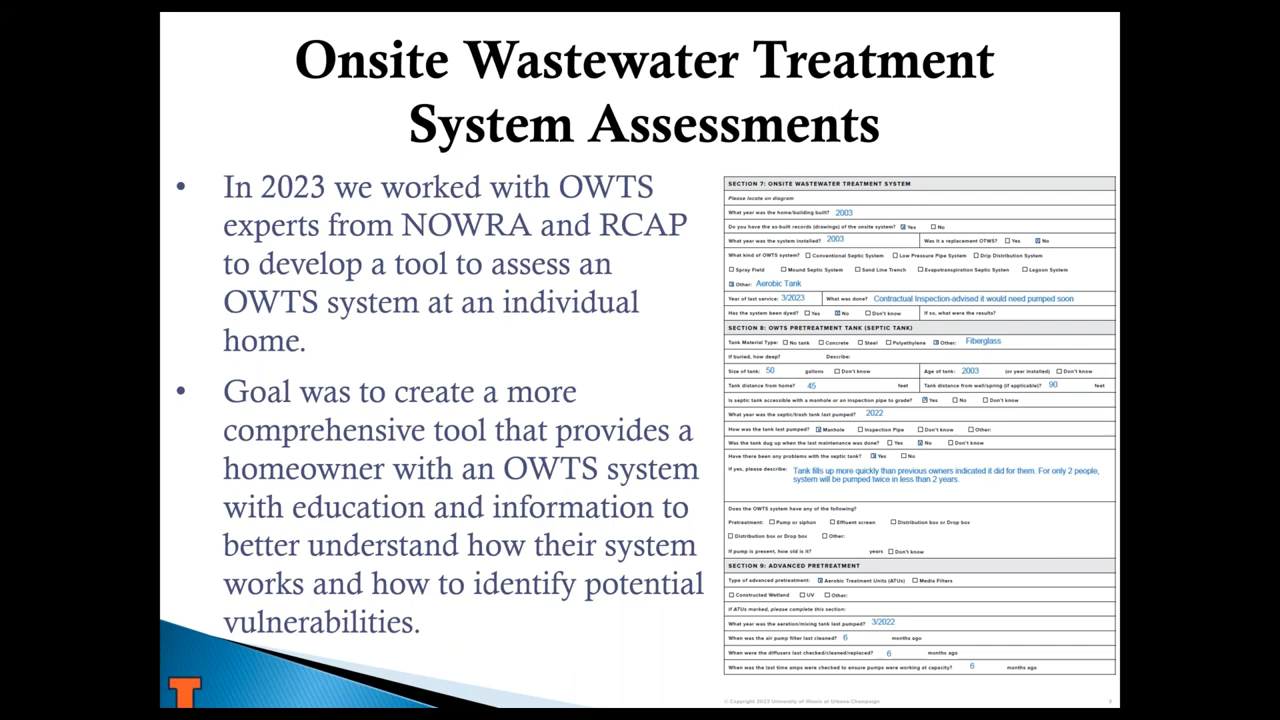 Onsite Wastewater Treatment
System Assessments
• In 2023 we worked with OWTS
experts from NOWRA and RCAP
to develop a tool to assess an
OWTS system at an individual
home.
• Goal was to create a more
comprehensive tool that provides a
homeowner with an OWTS system
with education and information to
better understand how their system
works and how to identify potential
vulnerabilities.
SECTION 7: ONSITE WASTEWATER TREATMENT SYSTEM
Please locate on diagram
What year was the home/building built? 2003
Do you have the as-built records (drawings) of the onsite system? Yes No
What year was the system installed? 2003 Was it a replacement OTWS? Yes No
What kind of OWTS system? Conventional Septic System Low Pressure Pipe System Drip Distribution System
Spray Field Mound Septic System Sand Line Trench Evapotranspiration Septic System Lagoon System
Other: Aerobic Tank
Year of last service: 3/2023 What was done? Contractual Inspection-advised it would need pumped soon
Has the system been dyed? Yes No Don't know If so, what were the results?
SECTION 8: OWTS PRETREATMENT TANK (SEPTIC TANK)
Tank Material Type: No tank Concrete Steel Polyethylene Other: Fiberglass
If buried, how deep? Describe:
Size of tank: 50 gallons Don't know Age of tank: 2003 (or year installed) Don't know
Tank distance from home? 45 feet Tank distance from well/spring (if applicable)? 90 feet
Is septic tank accessible with a manhole or an inspection pipe to grade? Yes No Don't know
What year was the septic/trash tank last pumped? 2022
How was the tank last pumped? Manhole Inspection Pipe Don't know Other:
Was the tank dug up when the last maintenance was done? Yes No Don't know
Have there been any problems with the septic tank? Yes No
If yes, please describe: Tank fills up more quickly than previous owners indicated it did for them. For only 2 people,
system will be pumped twice in less than 2 years.
Does the OWTS system have any of the following?
Pretreatment: Pump or siphon Effluent screen Distribution box or Drop box
Distribution box or Drop box Other:
If pump is present, how old is it? years Don't know
SECTION 9: ADVANCED PRETREATMENT
Type of advanced pretreatment: Aerobic Treatment Units (ATUs) Media Filters
Constructed Wetland UV Other:
If ATUs marked, please complete this section:
What year was the aeration/mixing tank last pumped? 3/2022
When was the air pump filter last cleaned? 6 months ago
When were the diffusers last checked/cleaned/replaced? 6 months ago
When was the last time amps were checked to ensure pumps were working at capacity? 6 months ago
© Copyright 2023 University of Illinois at Urbana-Champaign